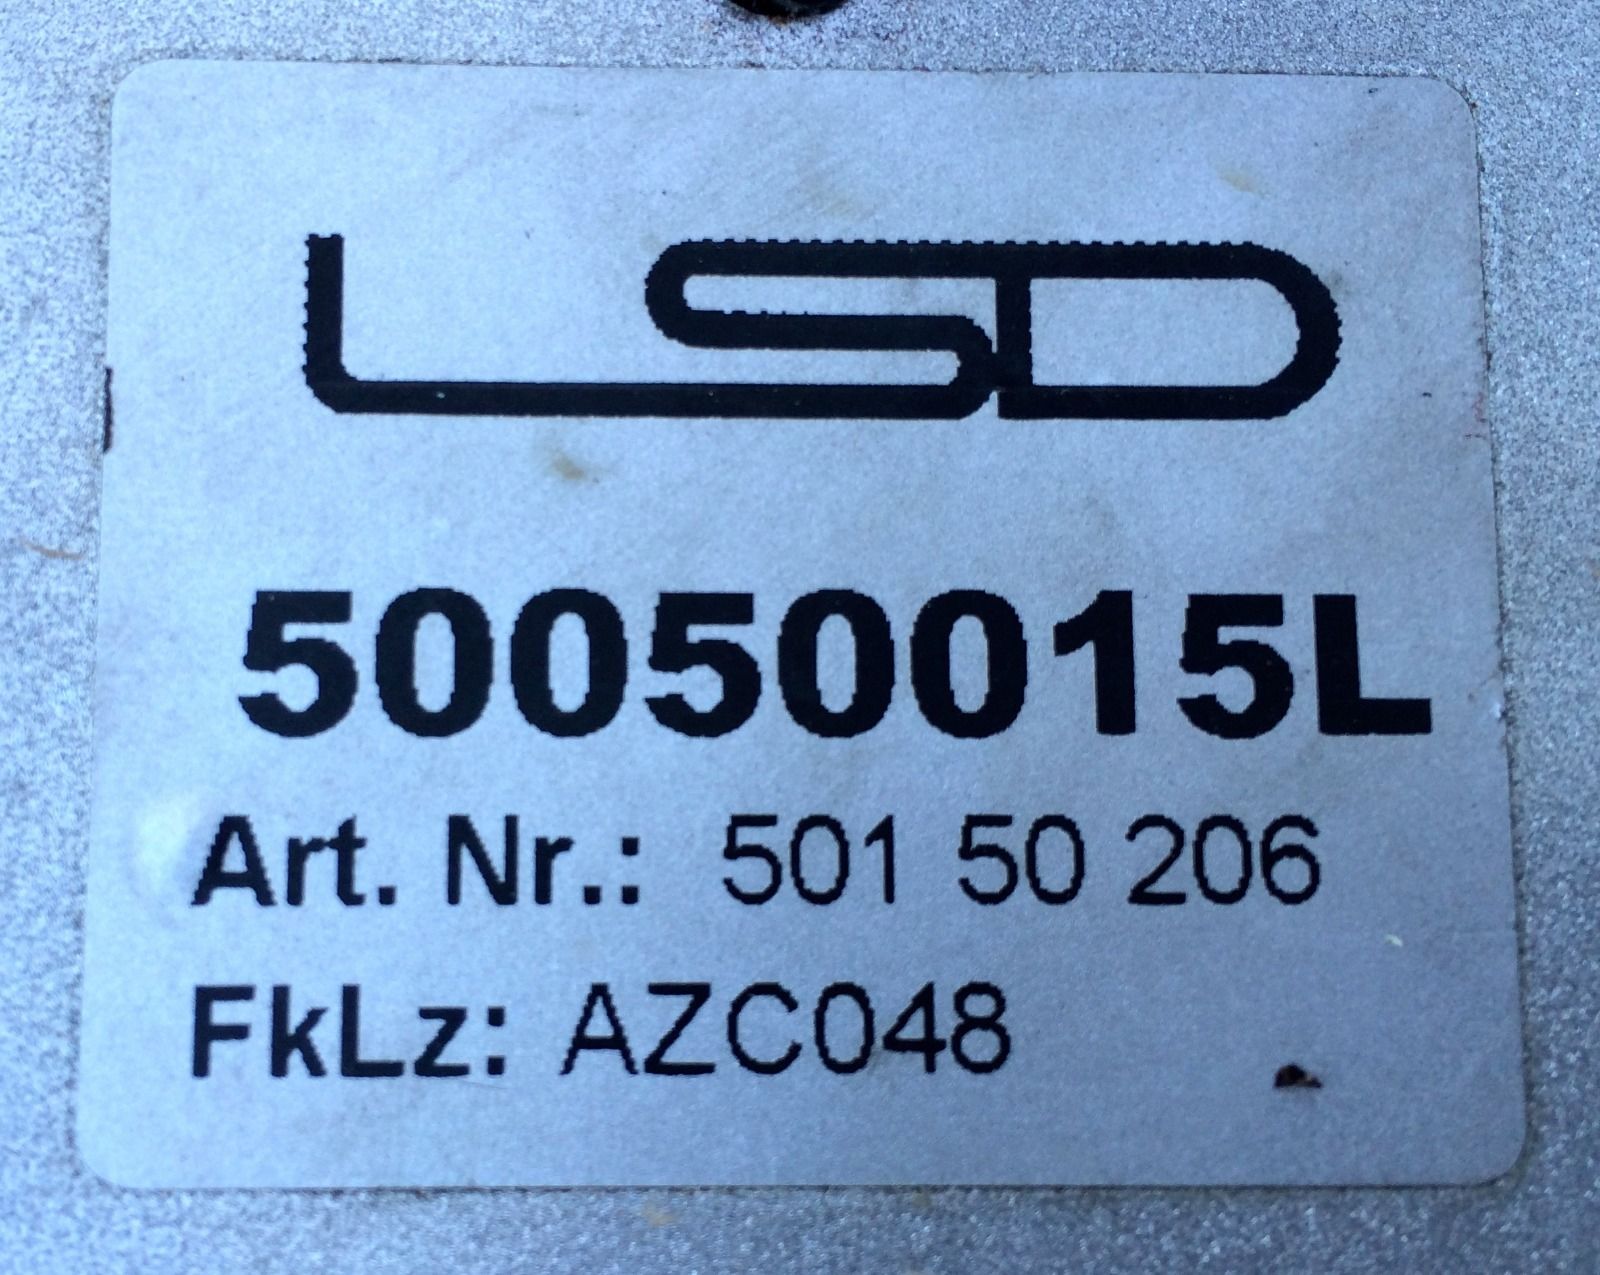 LSD
50050015L
Art. Nr.: 501 50 206
FkLz: AZC048